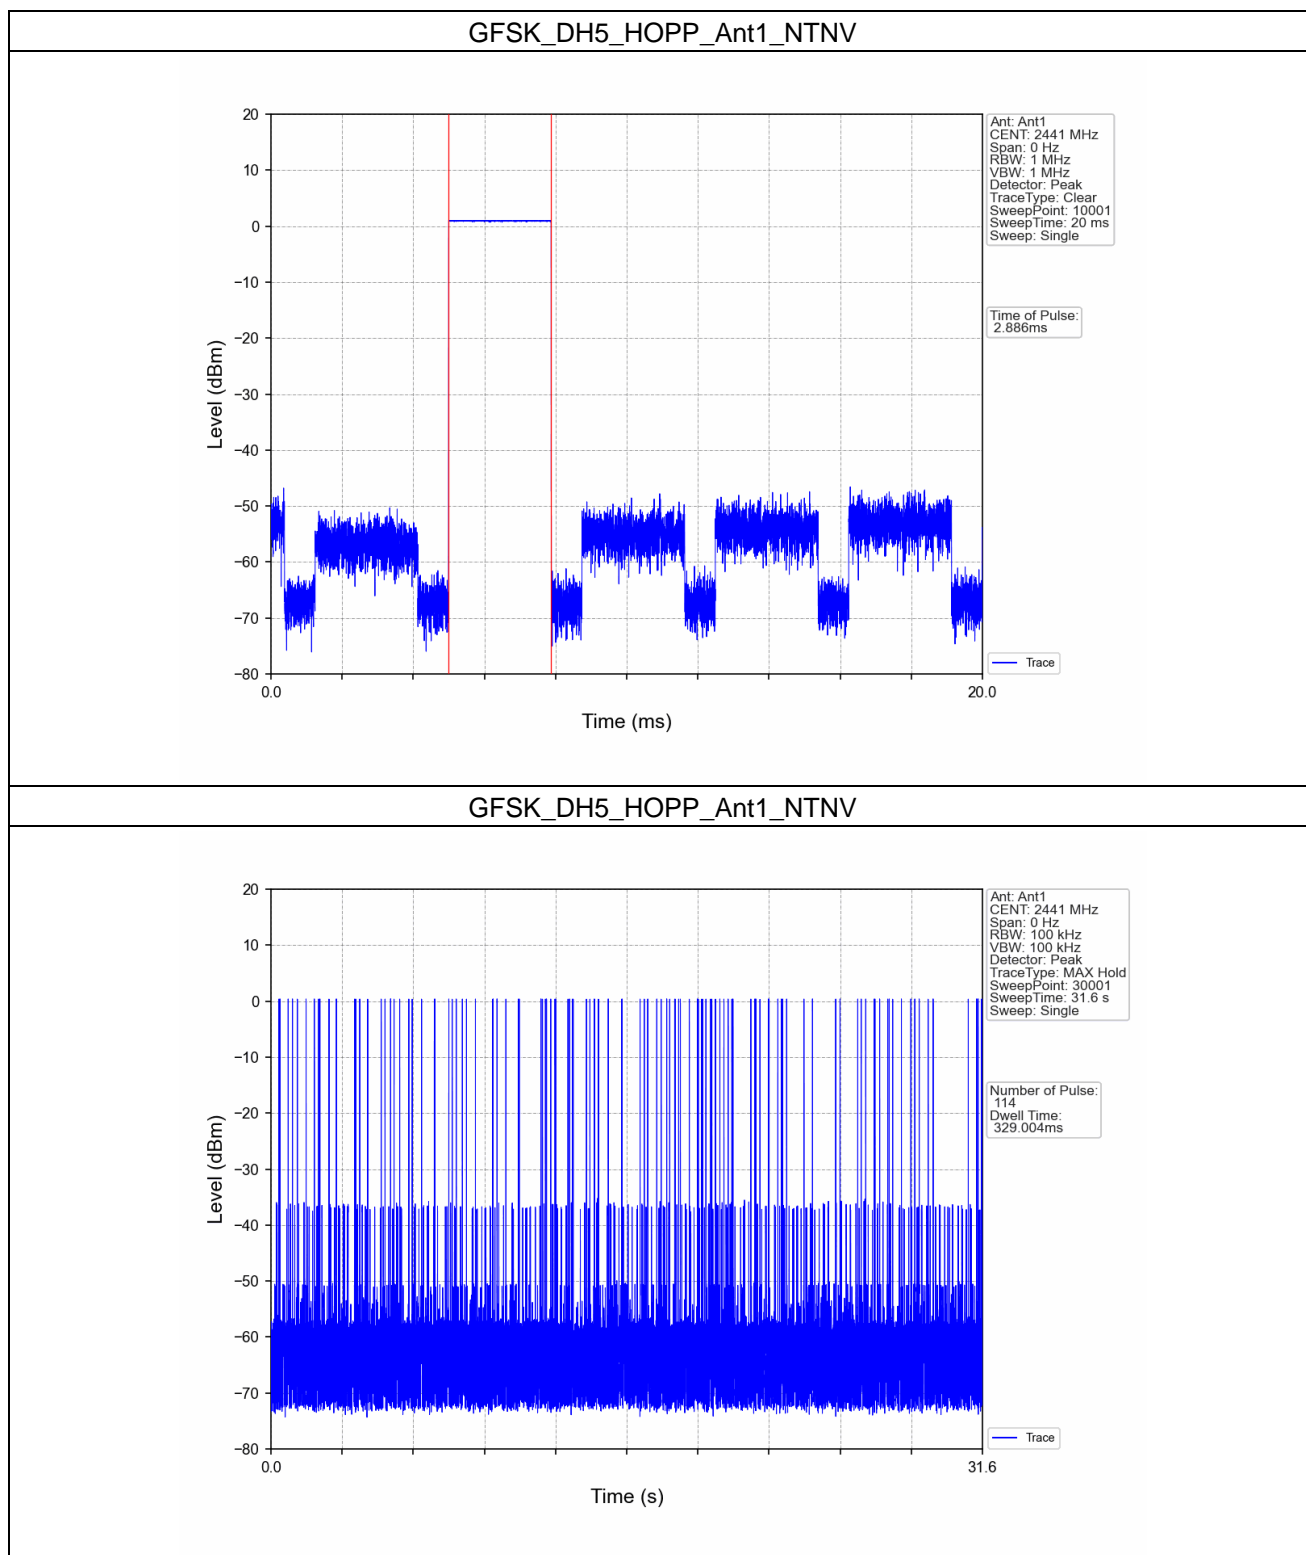 GFSK_DH5_HOPP_Ant1_NTNV
20
10
0
−10
−20
−30
−40
−50
−60
−70
−80
Level (dBm)
0.0
20.0
Time (ms)
Ant: Ant1
CENT: 2441 MHz
Span: 0 Hz
RBW: 1 MHz
VBW: 1 MHz
Detector: Peak
TraceType: Clear
SweepPoint: 10001
SweepTime: 20 ms
Sweep: Single
Time of Pulse:
2.886ms
Trace
GFSK_DH5_HOPP_Ant1_NTNV
20
10
0
−10
−20
−30
−40
−50
−60
−70
−80
Level (dBm)
0.0
31.6
Time (s)
Ant: Ant1
CENT: 2441 MHz
Span: 0 Hz
RBW: 100 kHz
VBW: 100 kHz
Detector: Peak
TraceType: MAX Hold
SweepPoint: 30001
SweepTime: 31.6 s
Sweep: Single
Number of Pulse:
114
Dwell Time:
329.004ms
Trace